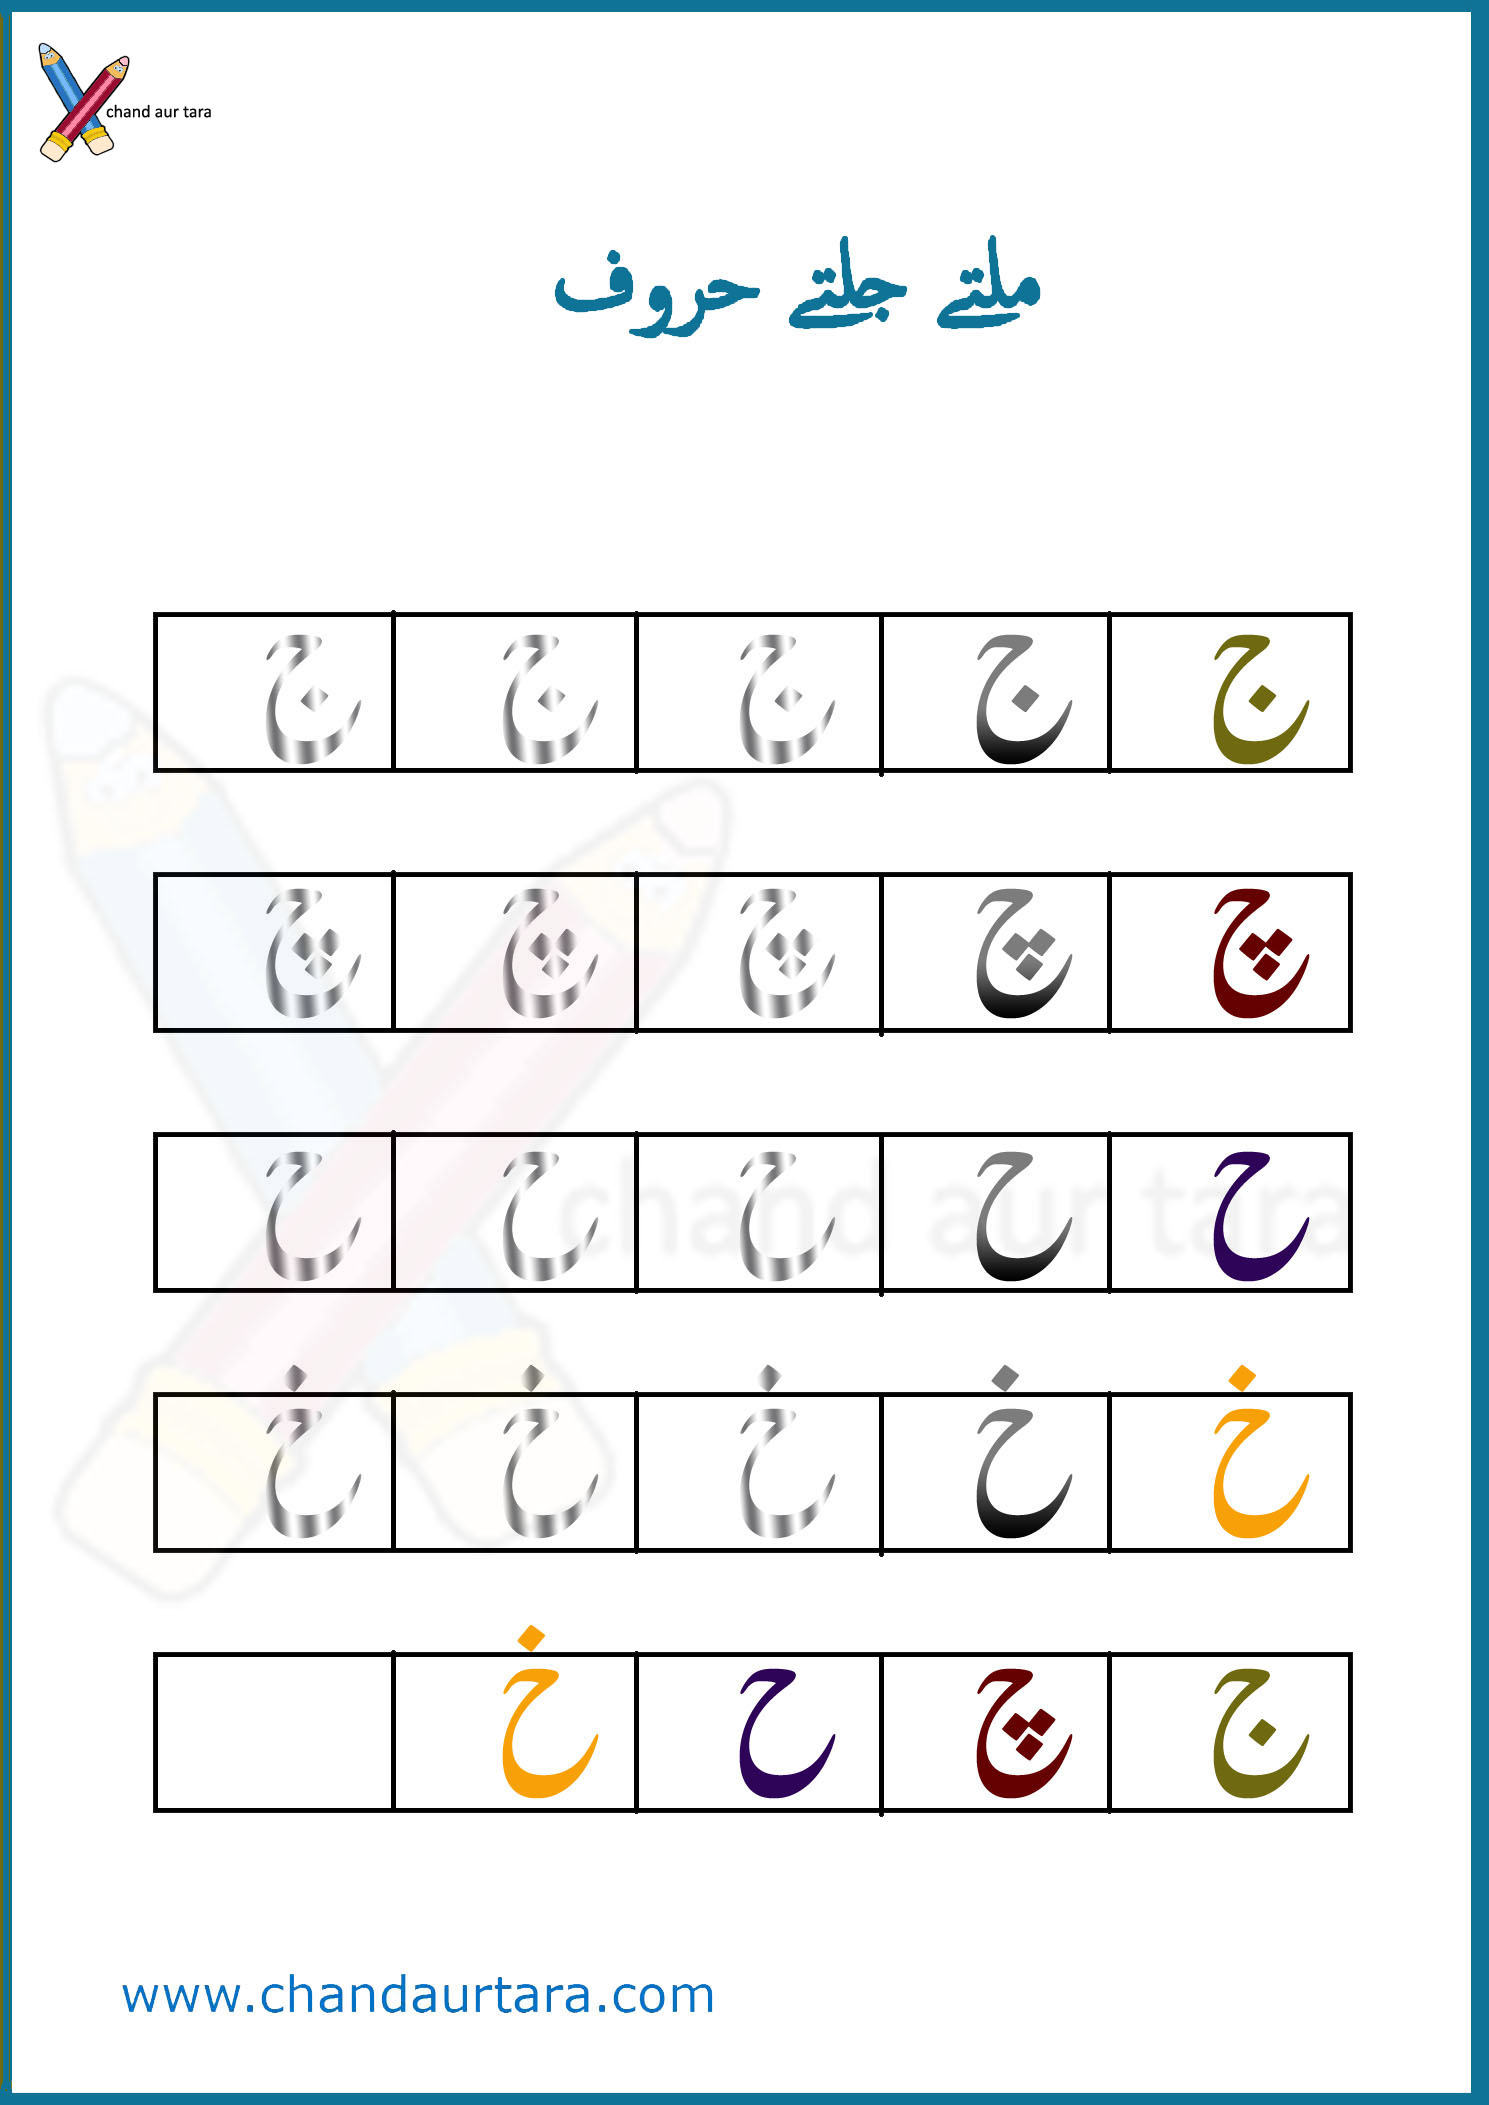 chand aur tara
ملتے جلتے حروف
ج ج ج ج ج
چ چ چ چ چ
ح ح ح ح ح
chand aur tara
خ خ خ خ خ
ج چ ح خ
www.chandaurtara.com